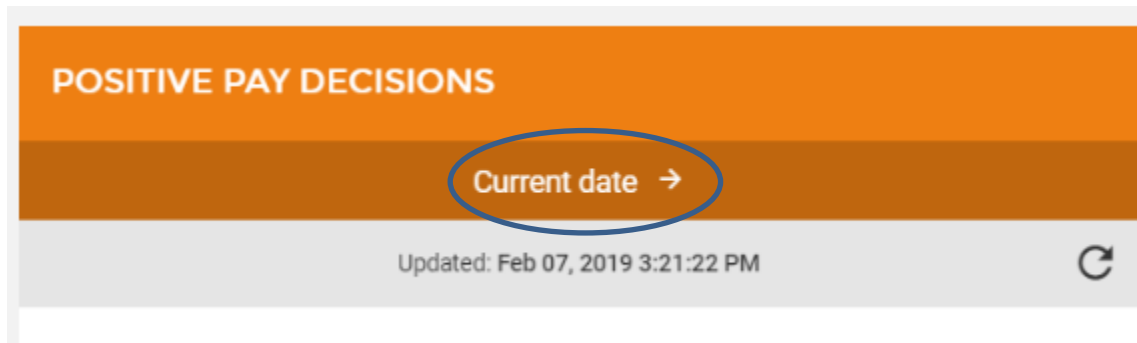 POSITIVE PAY DECISIONS
Current date →
Updated: Feb 07, 2019 3:21:22 PM